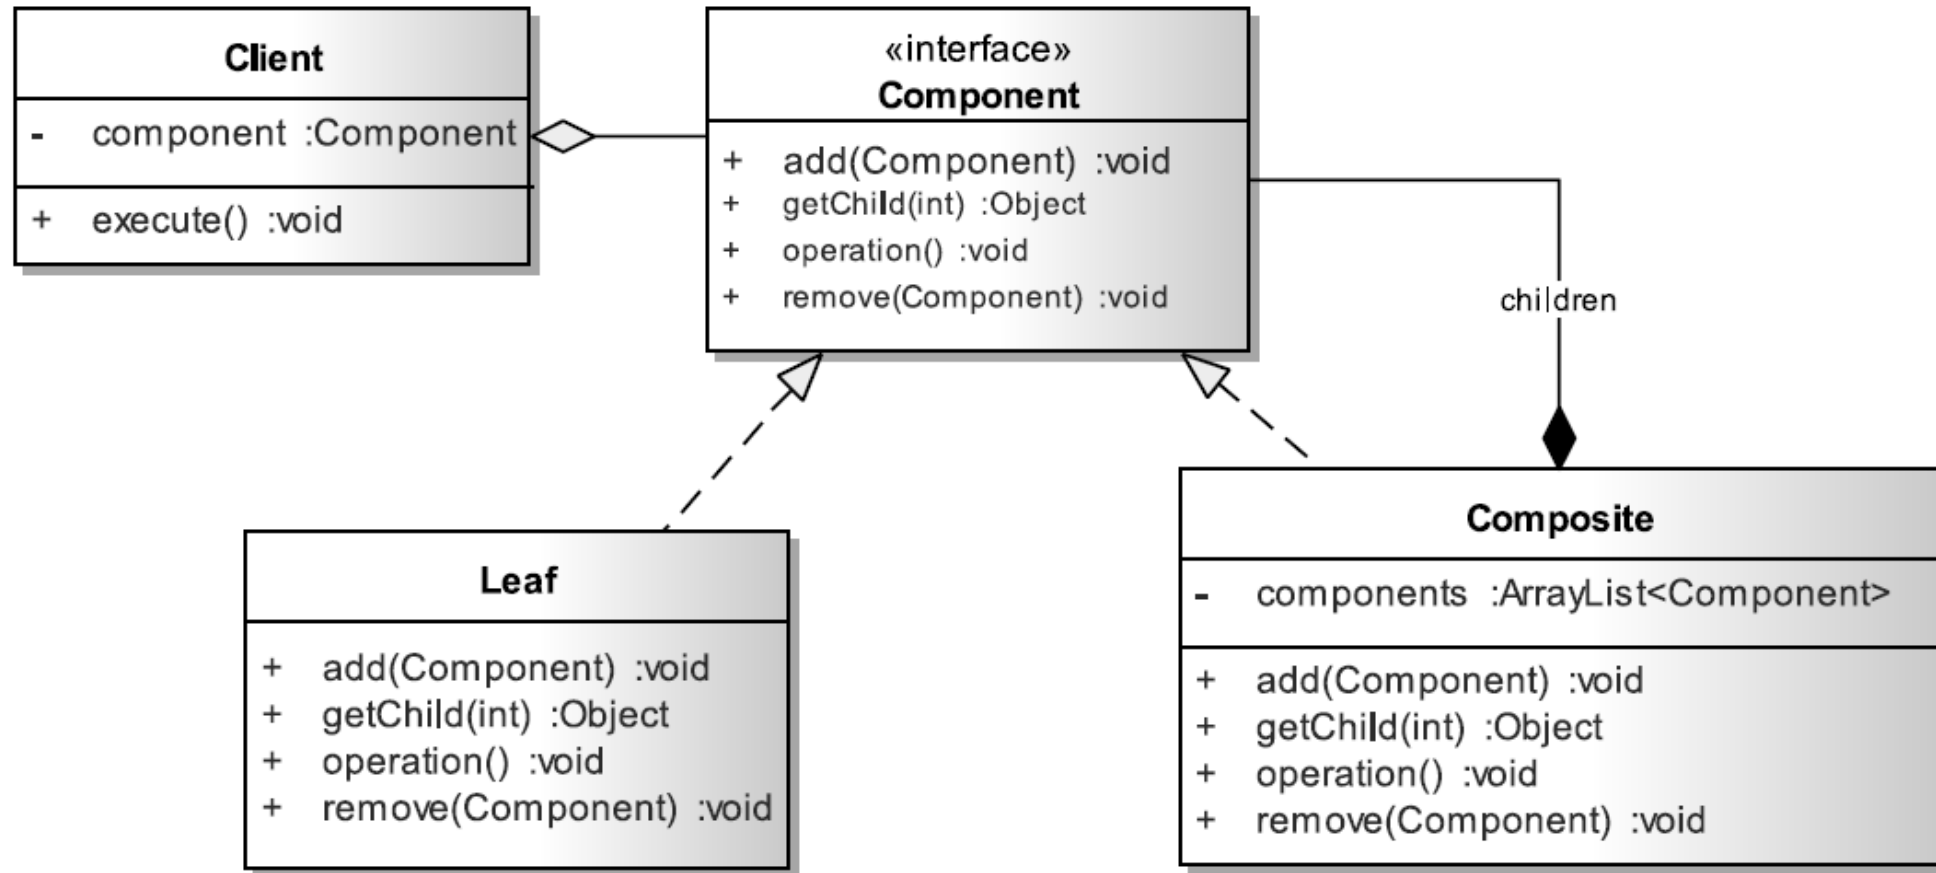 Client
- component :Component
+ execute() :void
«interface»
Component
+ add(Component) :void
+ getChild(int) :Object
+ operation() :void
+ remove(Component) :void
children
Leaf
+ add(Component) :void
+ getChild(int) :Object
+ operation() :void
+ remove(Component) :void
Composite
- components :ArrayList<Component>
+ add(Component) :void
+ getChild(int) :Object
+ operation() :void
+ remove(Component) :void